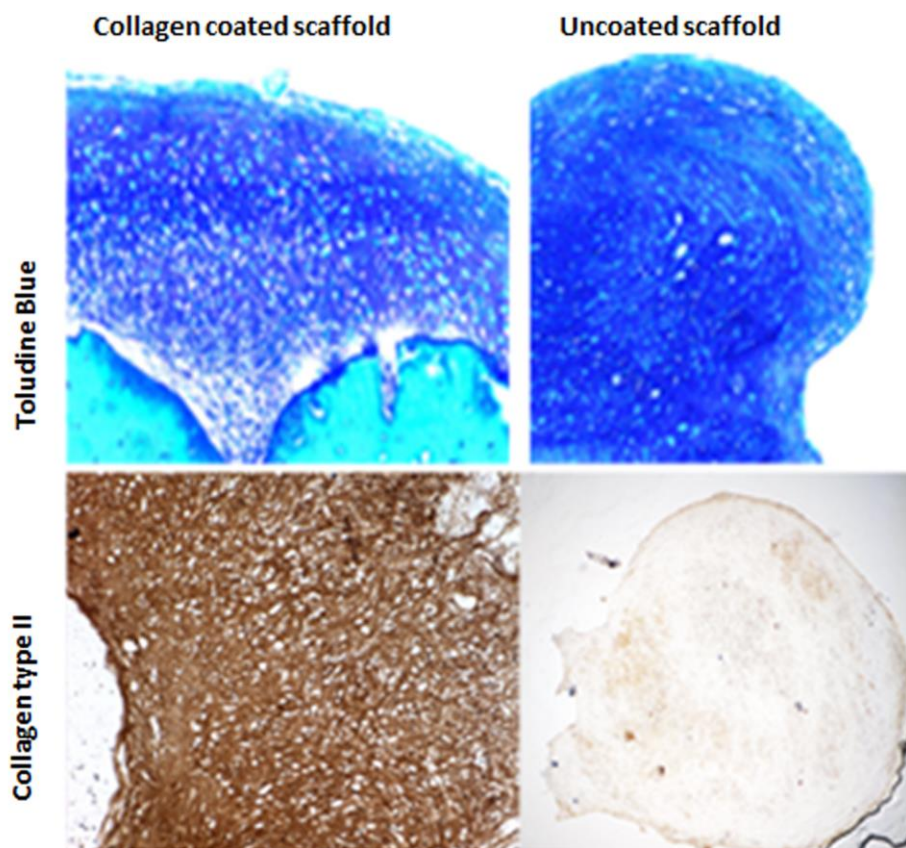 Collagen coated scaffold
Uncoated scaffold
Toludine Blue
Collagen type II